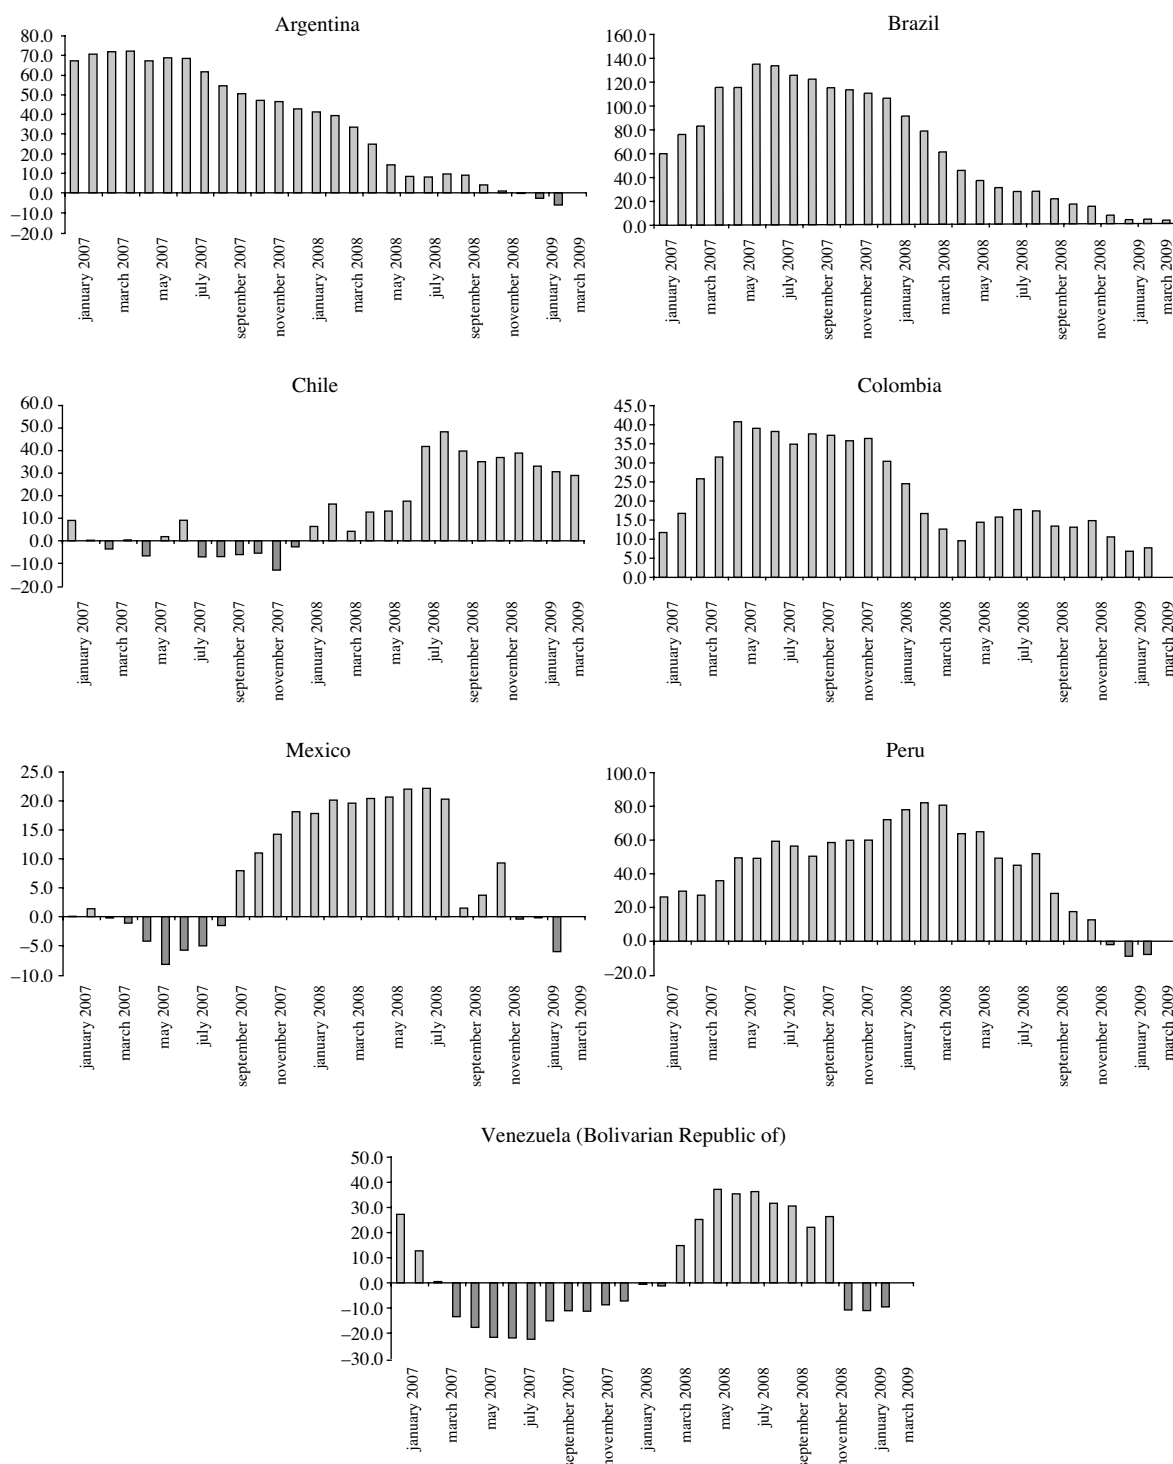 Argentina
80.0
70.0
60.0
50.0
40.0
30.0
20.0
10.0
0.0
–10.0
–20.0
january 2007
march 2007
may 2007
july 2007
september 2007
november 2007
january 2008
march 2008
may 2008
july 2008
september 2008
november 2008
january 2009
march 2009
Brazil
160.0
140.0
120.0
100.0
80.0
60.0
40.0
20.0
0.0
january 2007
march 2007
may 2007
july 2007
september 2007
november 2007
january 2008
march 2008
may 2008
july 2008
september 2008
november 2008
january 2009
march 2009
Chile
60.0
50.0
40.0
30.0
20.0
10.0
0.0
–10.0
–20.0
january 2007
march 2007
may 2007
july 2007
september 2007
november 2007
january 2008
march 2008
may 2008
july 2008
september 2008
november 2008
january 2009
march 2009
Colombia
45.0
40.0
35.0
30.0
25.0
20.0
15.0
10.0
5.0
0.0
january 2007
march 2007
may 2007
july 2007
september 2007
november 2007
january 2008
march 2008
may 2008
july 2008
september 2008
november 2008
january 2009
march 2009
Mexico
25.0
20.0
15.0
10.0
5.0
0.0
–5.0
–10.0
january 2007
march 2007
may 2007
july 2007
september 2007
november 2007
january 2008
march 2008
may 2008
july 2008
september 2008
november 2008
january 2009
march 2009
Peru
100.0
80.0
60.0
40.0
20.0
0.0
–20.0
january 2007
march 2007
may 2007
july 2007
september 2007
november 2007
january 2008
march 2008
may 2008
july 2008
september 2008
november 2008
january 2009
march 2009
Venezuela (Bolivarian Republic of)
50.0
40.0
30.0
20.0
10.0
0.0
–10.0
–20.0
–30.0
january 2007
march 2007
may 2007
july 2007
september 2007
november 2007
january 2008
march 2008
may 2008
july 2008
september 2008
november 2008
january 2009
march 2009